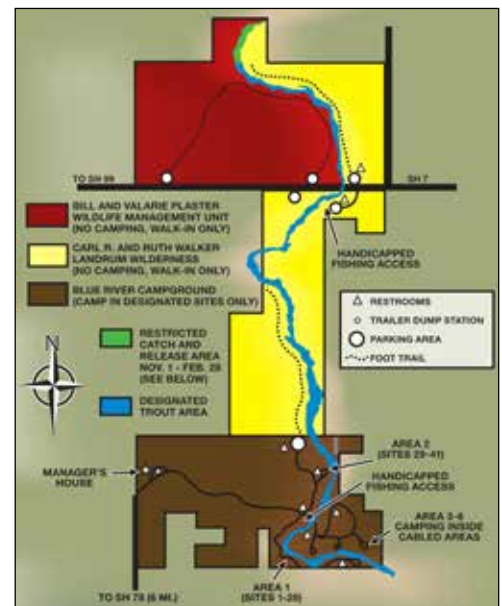 TO SH 99
SH 7
BILL AND VALARIE PLASTER
WILDLIFE MANAGEMENT UNIT
(NO CAMPING, WALK-IN ONLY)
CARL R. AND RUTH WALKER
LANDRUM WILDERNESS
(NO CAMPING, WALK-IN ONLY)
BLUE RIVER CAMPGROUND
(CAMP IN DESIGNATED SITES ONLY)
HANDICAPPED
FISHING ACCESS
RESTROOMS
TRAILER DUMP STATION
PARKING AREA
FOOT TRAIL
RESTRICTED
CATCH AND
RELEASE AREA
NOV. 1 - FEB. 28
(SEE BELOW)
N
DESIGNATED
TROUT AREA
MANAGER'S
HOUSE
AREA 2
(SITES 29-41)
HANDICAPPED
FISHING ACCESS
AREA 3-6
CAMPING INSIDE
CABLED AREAS
AREA 1
(SITES 1-28)
TO SH 78 (6 MI.)